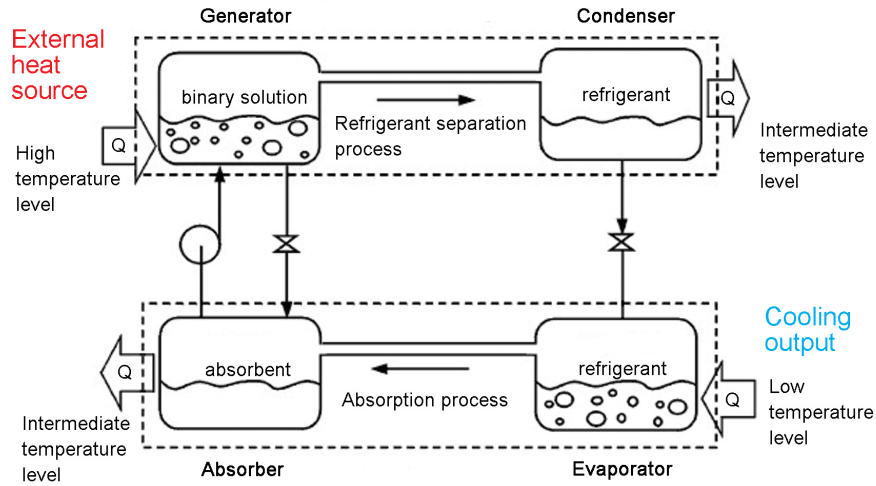 Generator
Condenser
External
heat
source
binary solution
refrigerant
Q
Q
Refrigerant separation
process
High
temperature
level
Intermediate
temperature
level
Cooling
output
absorbent
refrigerant
Q
Q
Absorption process
Low
temperature
level
Intermediate
temperature
level
Absorber
Evaporator